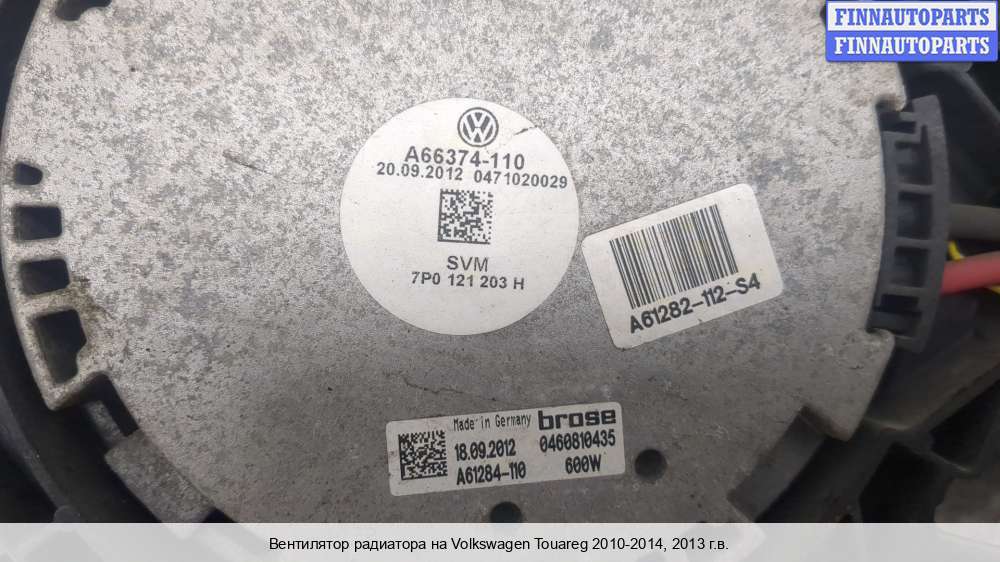 FINNAUTOPARTS
FINNAUTOPARTS
A66374-110
20.09.2012 0471020029
SVM
7P0 121 203 H
A61282-112-S4
Made in Germany brose
18.09.2012 0460810435
A61284-110 600W
Вентилятор радиатора на Volkswagen Touareg 2010-2014, 2013 г.в.